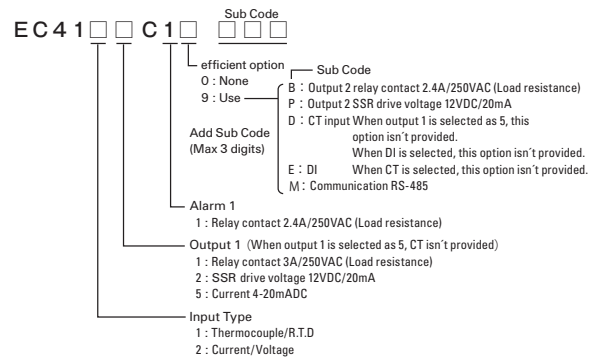 Sub Code
EC41□□C1□ □□□
efficient option
0 : None
9 : Use
Add Sub Code
(Max 3 digits)
Sub Code
B : Output 2 relay contact 2.4A/250VAC (Load resistance)
P : Output 2 SSR drive voltage 12VDC/20mA
D : CT input When output 1 is selected as 5, this
option isn´t provided.
When DI is selected, this option isn´t provided.
E : DI When CT is selected, this option isn´t provided.
M : Communication RS-485
Alarm 1
1 : Relay contact 2.4A/250VAC (Load resistance)
Output 1 (When output 1 is selected as 5, CT isn´t provided)
1 : Relay contact 3A/250VAC (Load resistance)
2 : SSR drive voltage 12VDC/20mA
5 : Current 4-20mADC
Input Type
1 : Thermocouple/R.T.D
2 : Current/Voltage